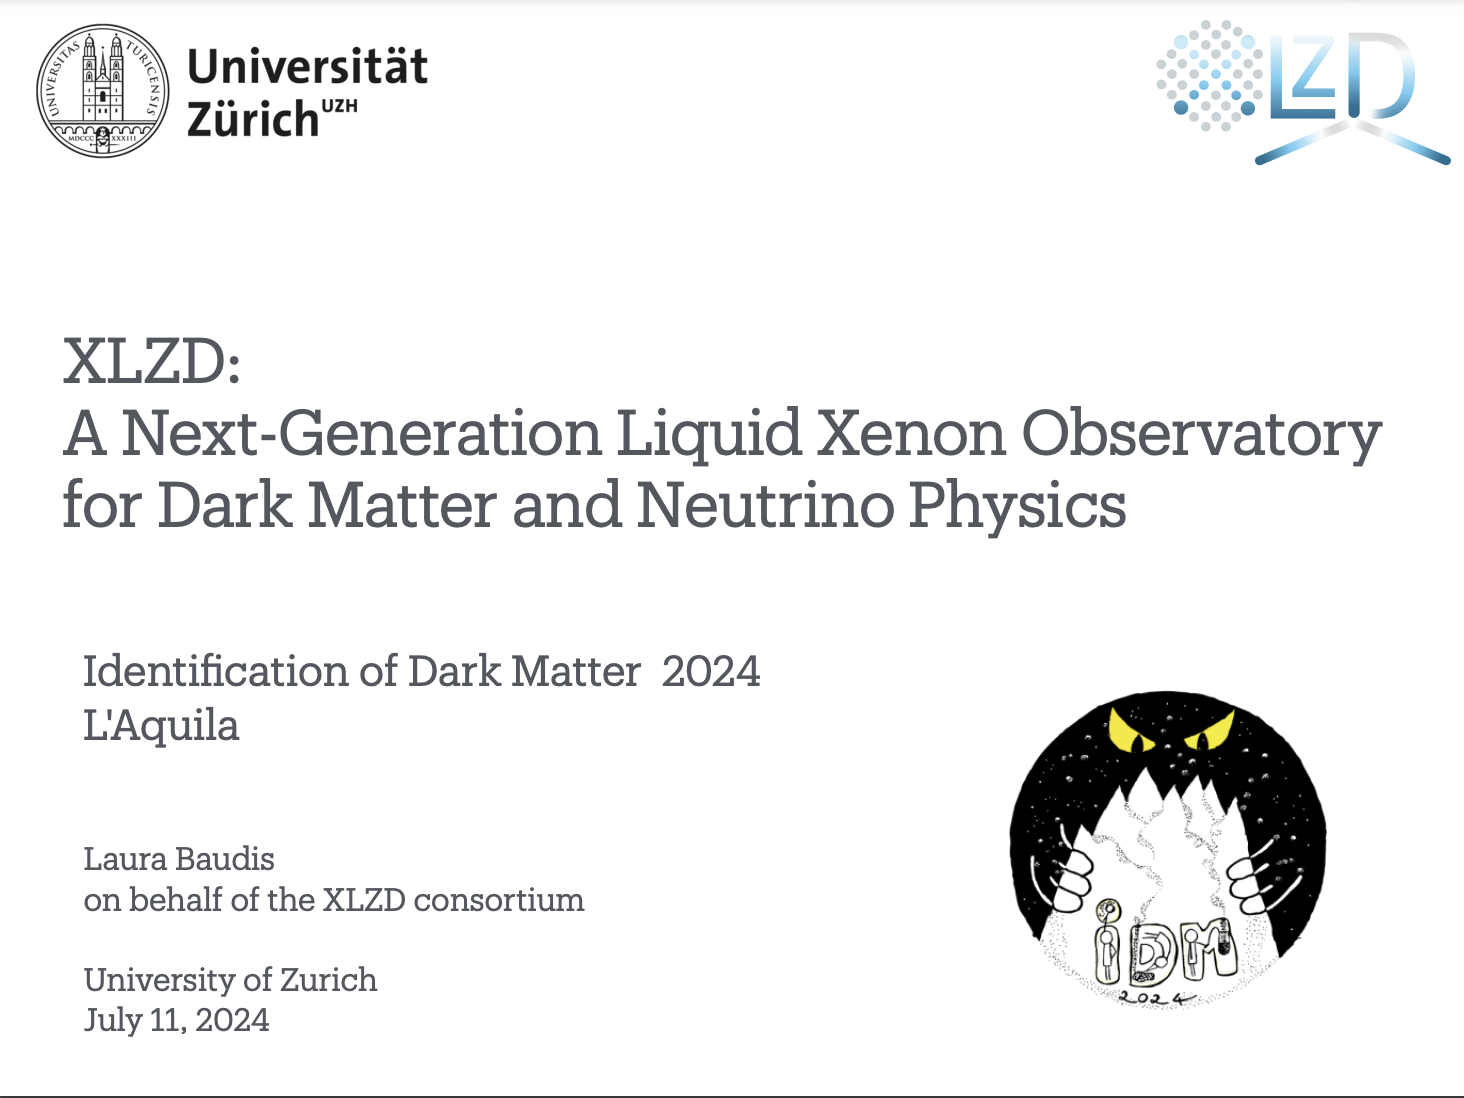 UNIVERSITAS TURICENSIS
MDCCC XXXIII
Universität
Zürich UZH
LZD
XLZD:
A Next-Generation Liquid Xenon Observatory
for Dark Matter and Neutrino Physics
Identification of Dark Matter 2024
L'Aquila
Laura Baudis
on behalf of the XLZD consortium
University of Zurich
July 11, 2024
iDM
2024